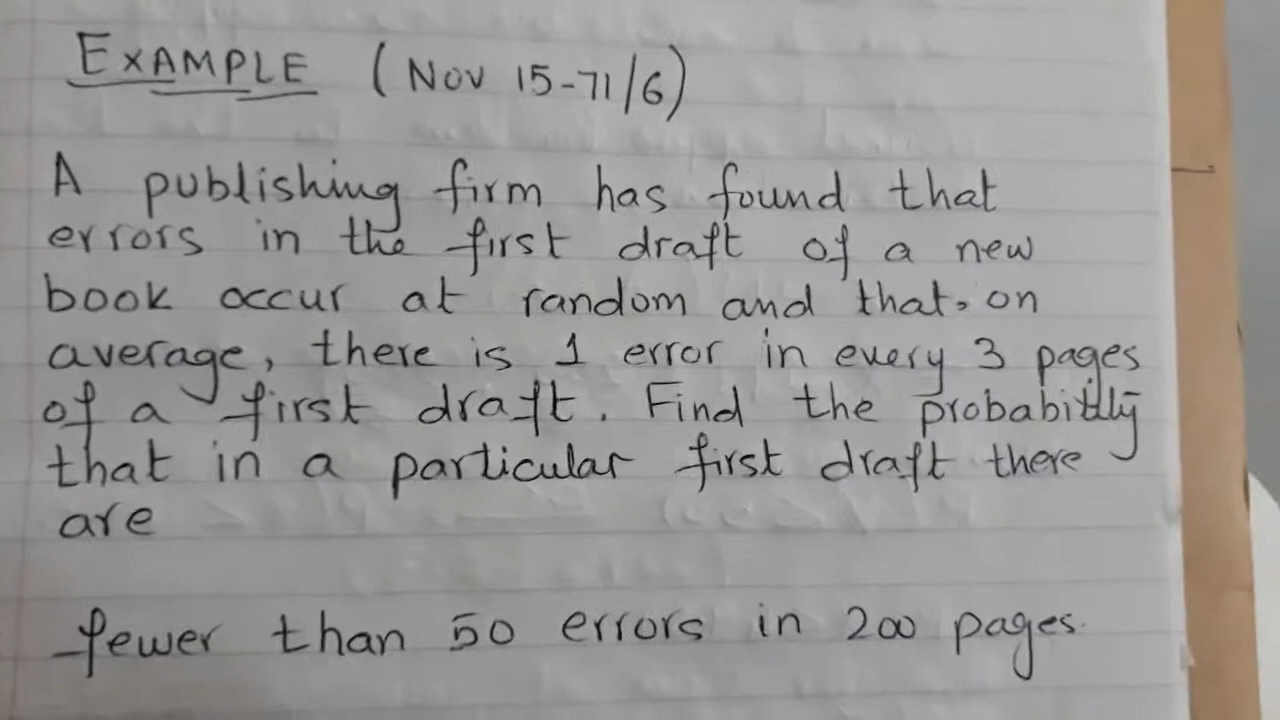 EXAMPLE (Nov 15-71/6)
A publishing firm has found that
errors in the first draft of a new
book occur at random and that, on
average, there is 1 error in every 3 pages
of a first draft. Find the probability
that in a particular first draft there
are
fewer than 50 errors in 200 pages.